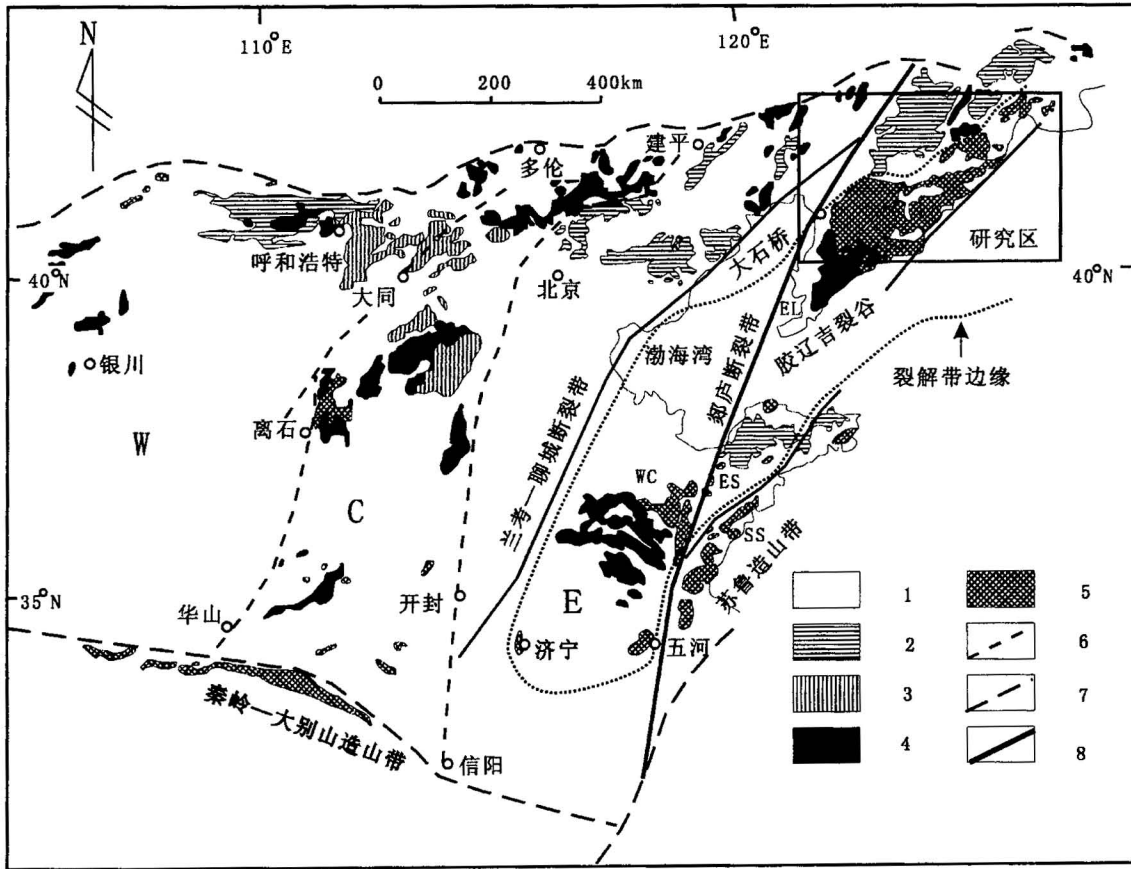 110°E
120°E
N
0 200 400km
多伦
建平
呼和浩特
大同
北京
大石桥
研究区
40°N
40°N
EL
银川
渤海湾
郯庐断裂带
胶辽吉裂谷
裂解带边缘
离石
W
兰考—聊城断裂带
WC
ES
C
SS
苏鲁造山带
35°N
华山
开封
E
济宁
五河
秦岭—大别山造山带
信阳
1
2
3
4
5
6
7
8